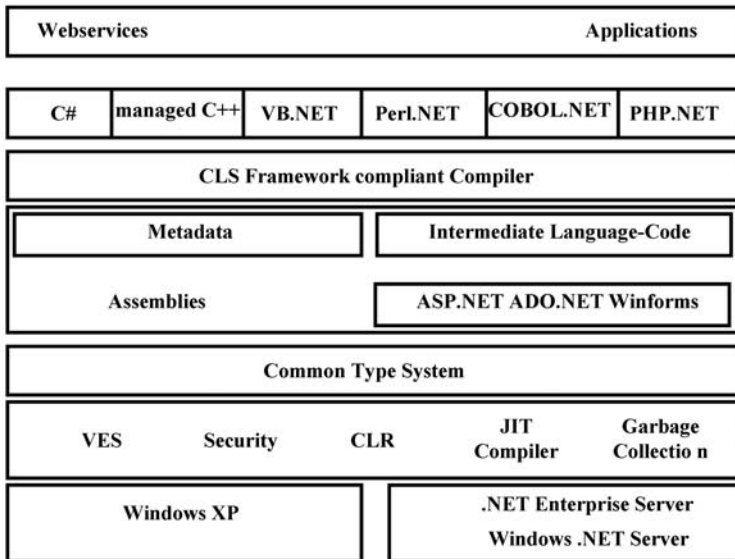 Webservices Applications
C# managed C++ VB.NET Perl.NET COBOL.NET PHP.NET
CLS Framework compliant Compiler
Metadata Intermediate Language-Code
Assemblies ASP.NET ADO.NET Winforms
Common Type System
VES Security CLR JIT Compiler Garbage Collectio n
Windows XP .NET Enterprise Server
Windows .NET Server